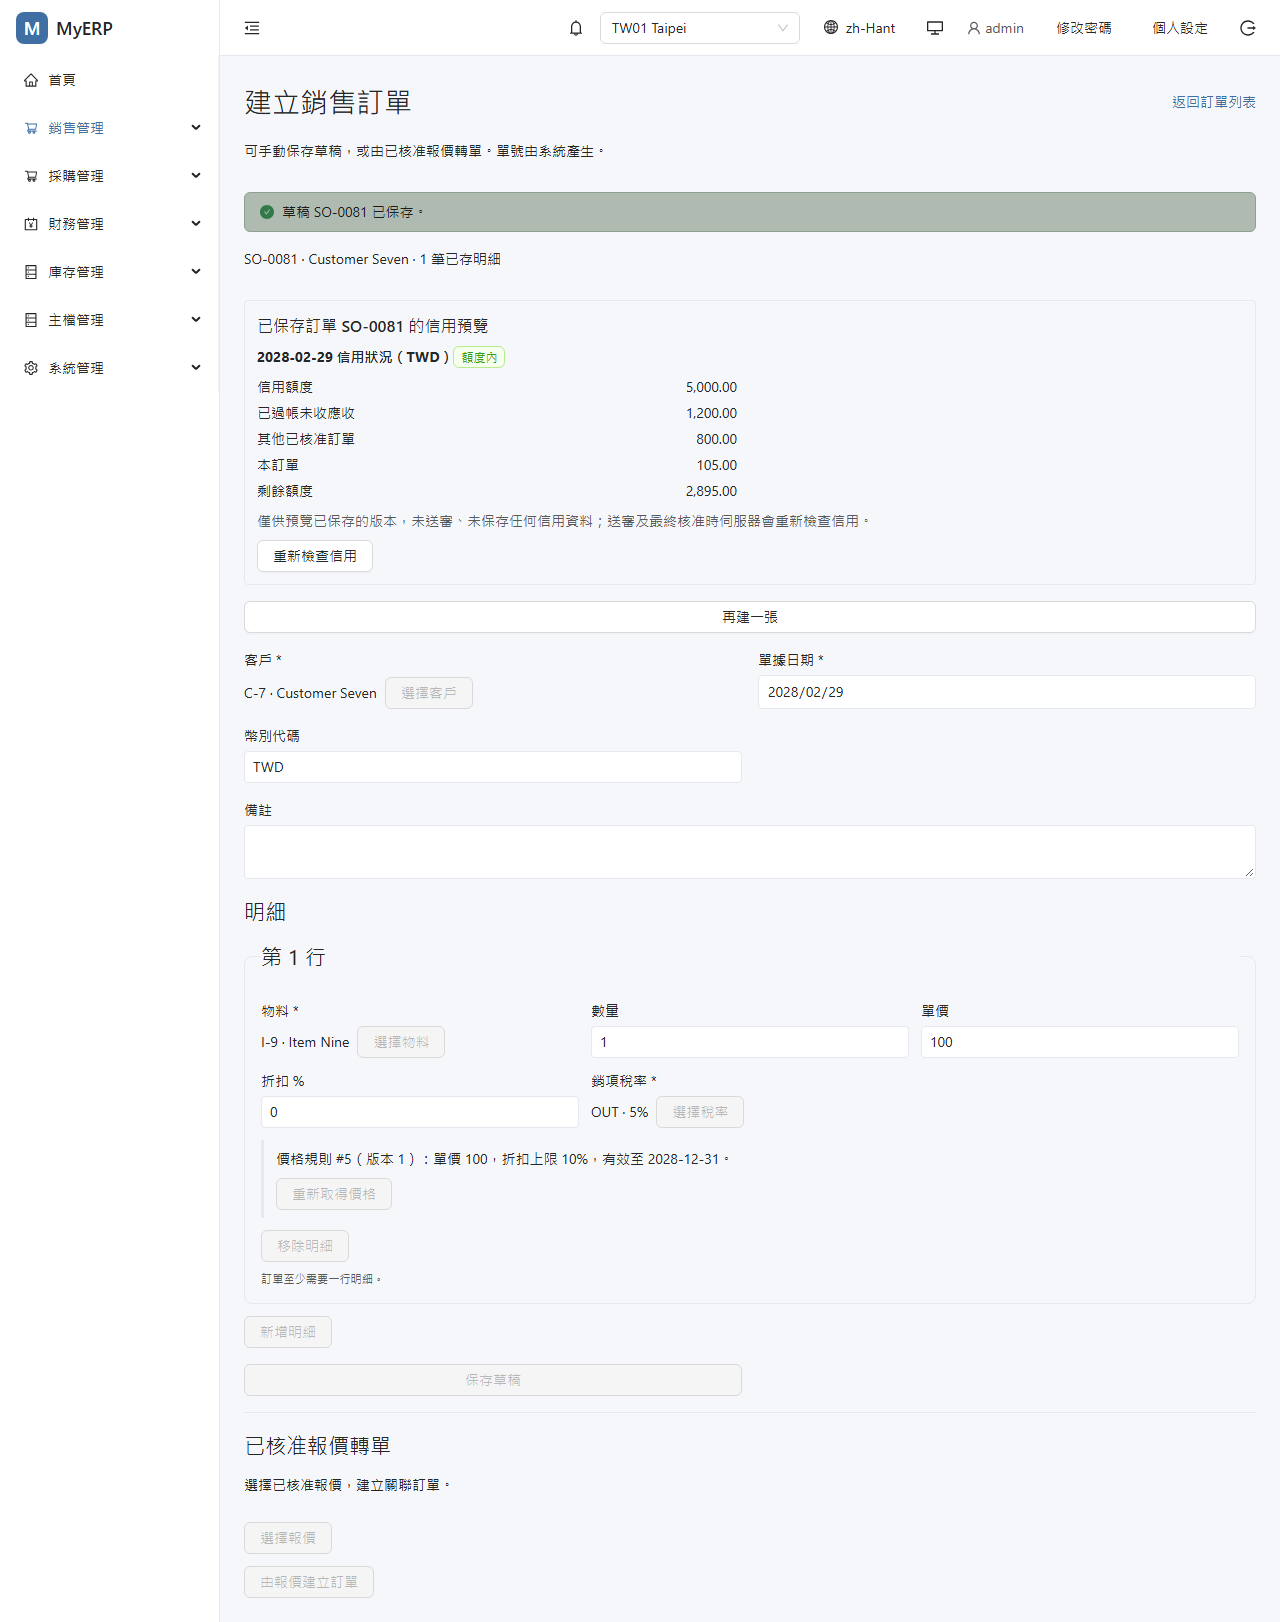 M MyERP
TW01 Taipei
zh-Hant
admin
修改密碼
個人設定
首頁
銷售管理
採購管理
財務管理
庫存管理
主檔管理
系統管理
建立銷售訂單
返回訂單列表
可手動保存草稿，或由已核准報價轉單。單號由系統產生。
草稿 SO-0081 已保存。
SO-0081 · Customer Seven · 1 筆已存明細
已保存訂單 SO-0081 的信用預覽
2028-02-29 信用狀況（TWD） 額度內
信用額度 5,000.00
已過帳未收應收 1,200.00
其他已核准訂單 800.00
本訂單 105.00
剩餘額度 2,895.00
僅供預覽已保存的版本，未送審、未保存任何信用資料；送審及最終核准時伺服器會重新檢查信用。
重新檢查信用
再建一張
客戶 *
C-7 · Customer Seven 選擇客戶
單據日期 *
2028/02/29
幣別代碼
TWD
備註
明細
第 1 行
物料 *
I-9 · Item Nine 選擇物料
數量
1
單價
100
折扣 %
0
銷項稅率 *
OUT · 5% 選擇稅率
價格規則 #5（版本 1）：單價 100，折扣上限 10%，有效至 2028-12-31。
重新取得價格
移除明細
訂單至少需要一行明細。
新增明細
保存草稿
已核准報價轉單
選擇已核准報價，建立關聯訂單。
選擇報價
由報價建立訂單